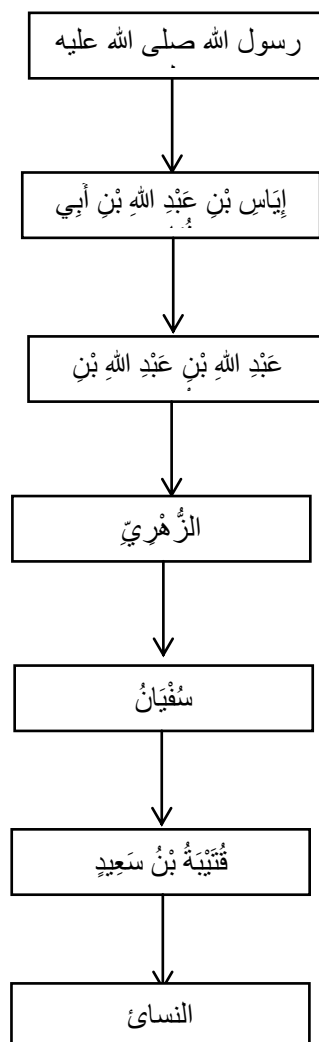 رسول الله صلى الله عليه
إِيَاسِ بْنِ عَبْدِ اللهِ بْنِ أَبِي
عَبْدِ اللهِ بْنِ عَبْدِ اللهِ بْنِ
الزُّهْرِيِّ
سُفْيَانُ
قُتَيْبَةُ بْنُ سَعِيدٍ
النسائ